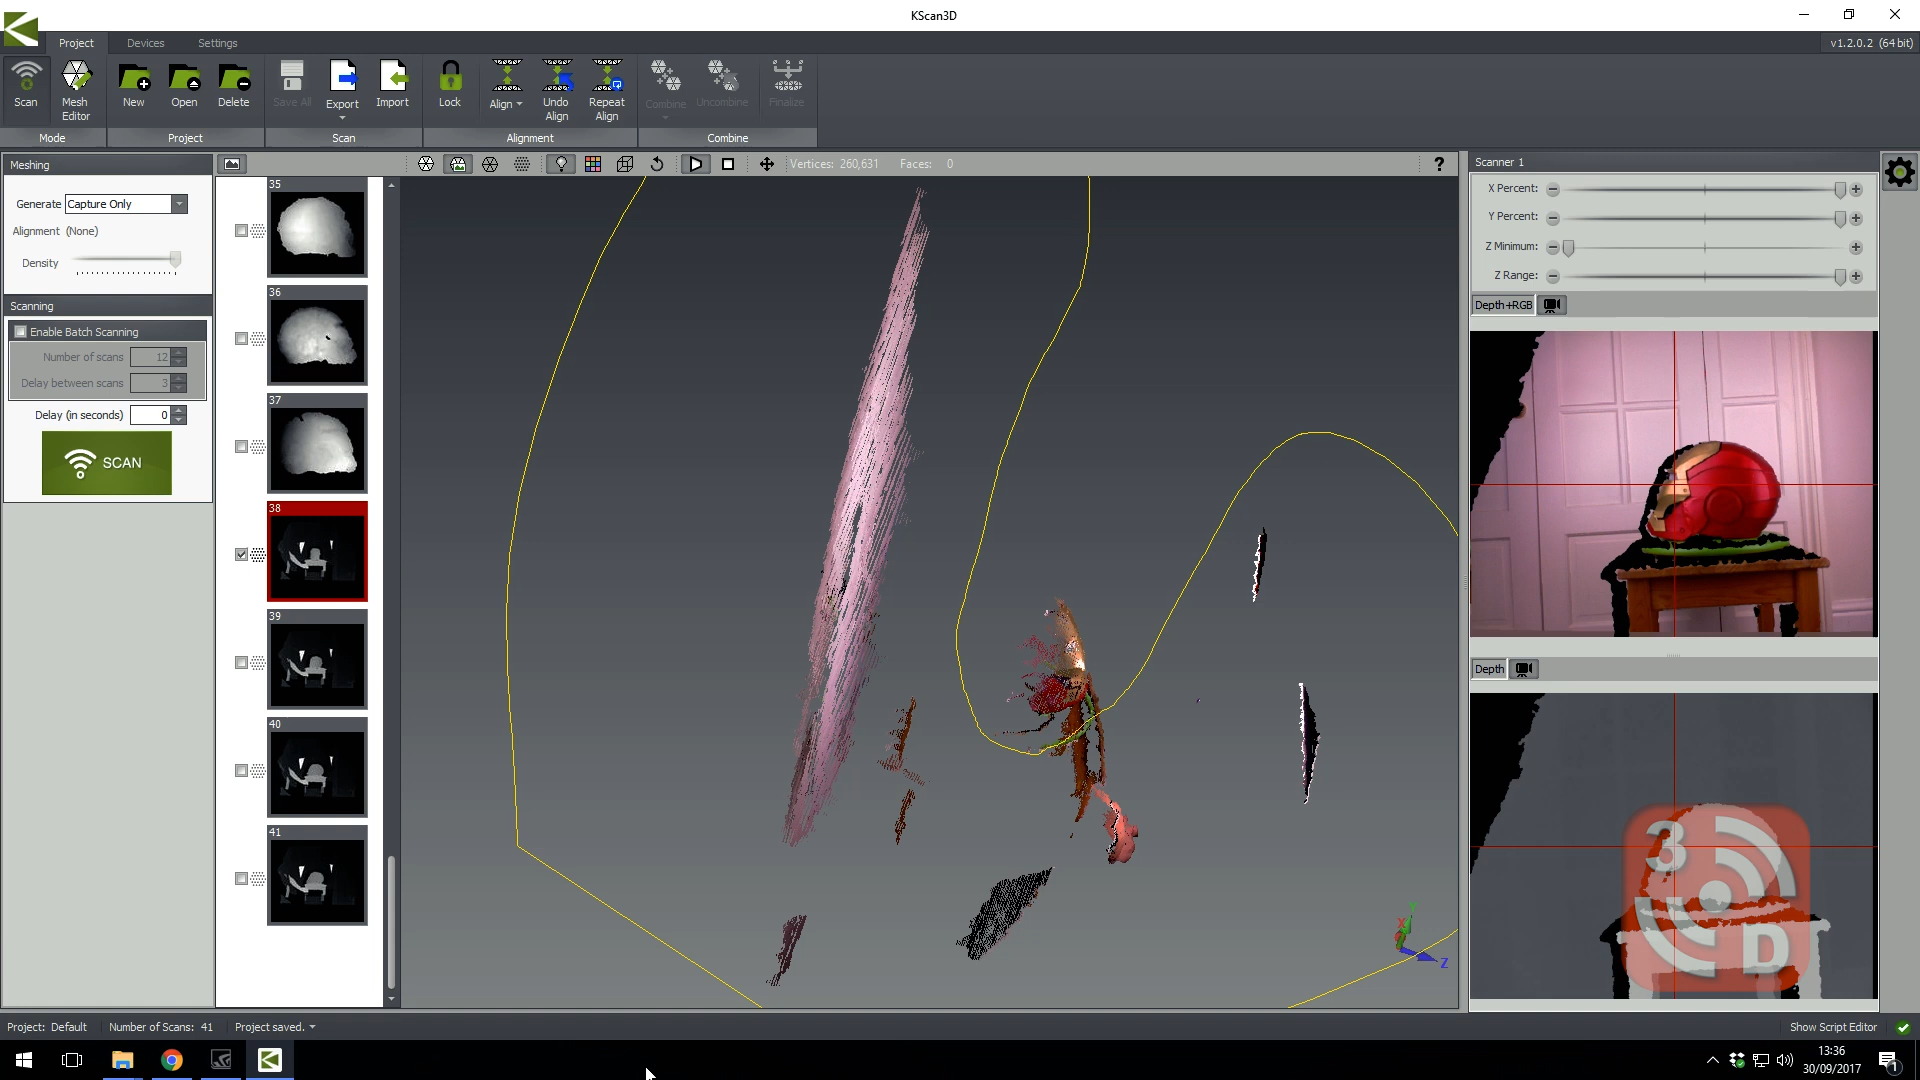 KScan3D
Project Devices Settings v1.2.0.2 (64 bit)
Scan Mesh Editor New Open Delete Save All Export Import Lock Align Undo Align Repeat Align Combine Uncombine Finalize
Mode Project Scan Alignment Combine
Meshing
Generate Capture Only
Alignment (None)
Density
Scanning
Enable Batch Scanning
Number of scans 12
Delay between scans 3
Delay (in seconds) 0
SCAN
35
36
37
38
39
40
41
Vertices: 260,631 Faces: 0 ?
X
Y
Z
Scanner 1
X Percent:
Y Percent:
Z Minimum:
Z Range:
Depth+RGB
Depth
3
D
Project: Default Number of Scans: 41 Project saved. Show Script Editor
13:36
30/09/2017
1